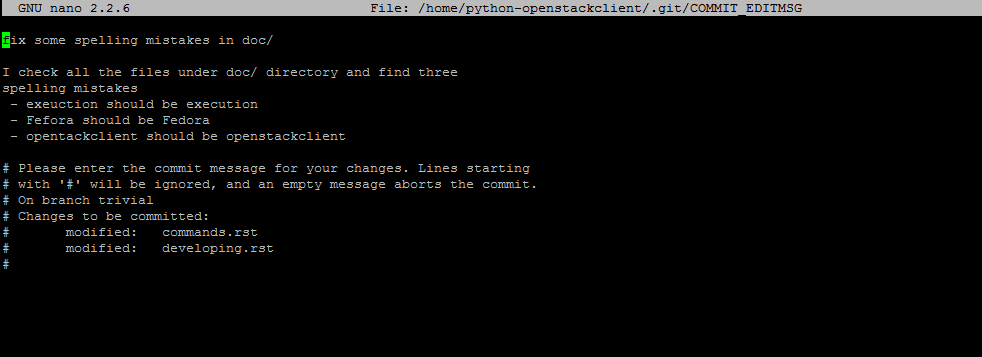 GNU nano 2.2.6 File: /home/python-openstackclient/.git/COMMIT_EDITMSG
fix some spelling mistakes in doc/
I check all the files under doc/ directory and find three
spelling mistakes
- exeuction should be execution
- Fefora should be Fedora
- opentackclient should be openstackclient
# Please enter the commit message for your changes. Lines starting
# with '#' will be ignored, and an empty message aborts the commit.
# On branch trivial
# Changes to be committed:
# modified: commands.rst
# modified: developing.rst
#